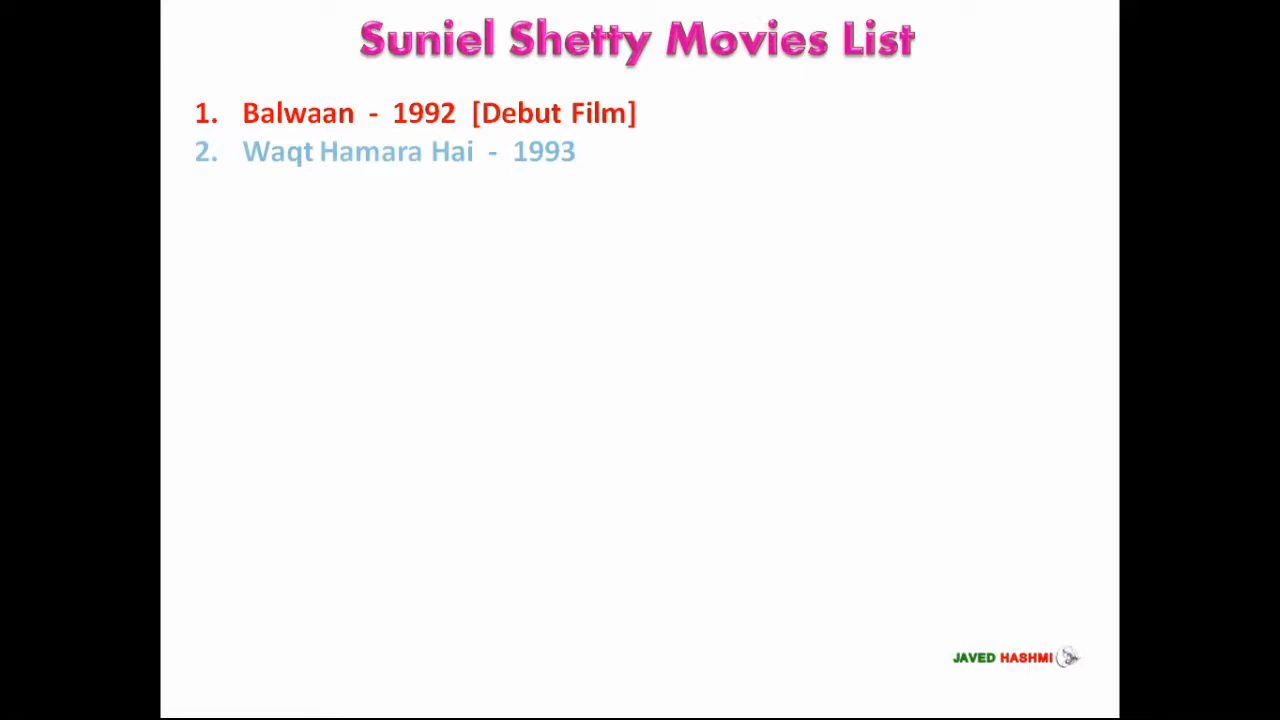 Suniel Shetty Movies List
1. Balwaan - 1992 [Debut Film]
2. Waqt Hamara Hai - 1993
JAVED HASHMI